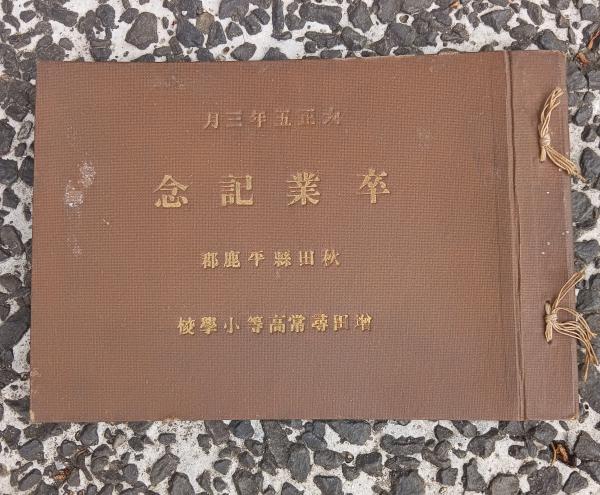 大正五年三月
卒業記念
秋田縣平鹿郡
增田尋常高等小學校